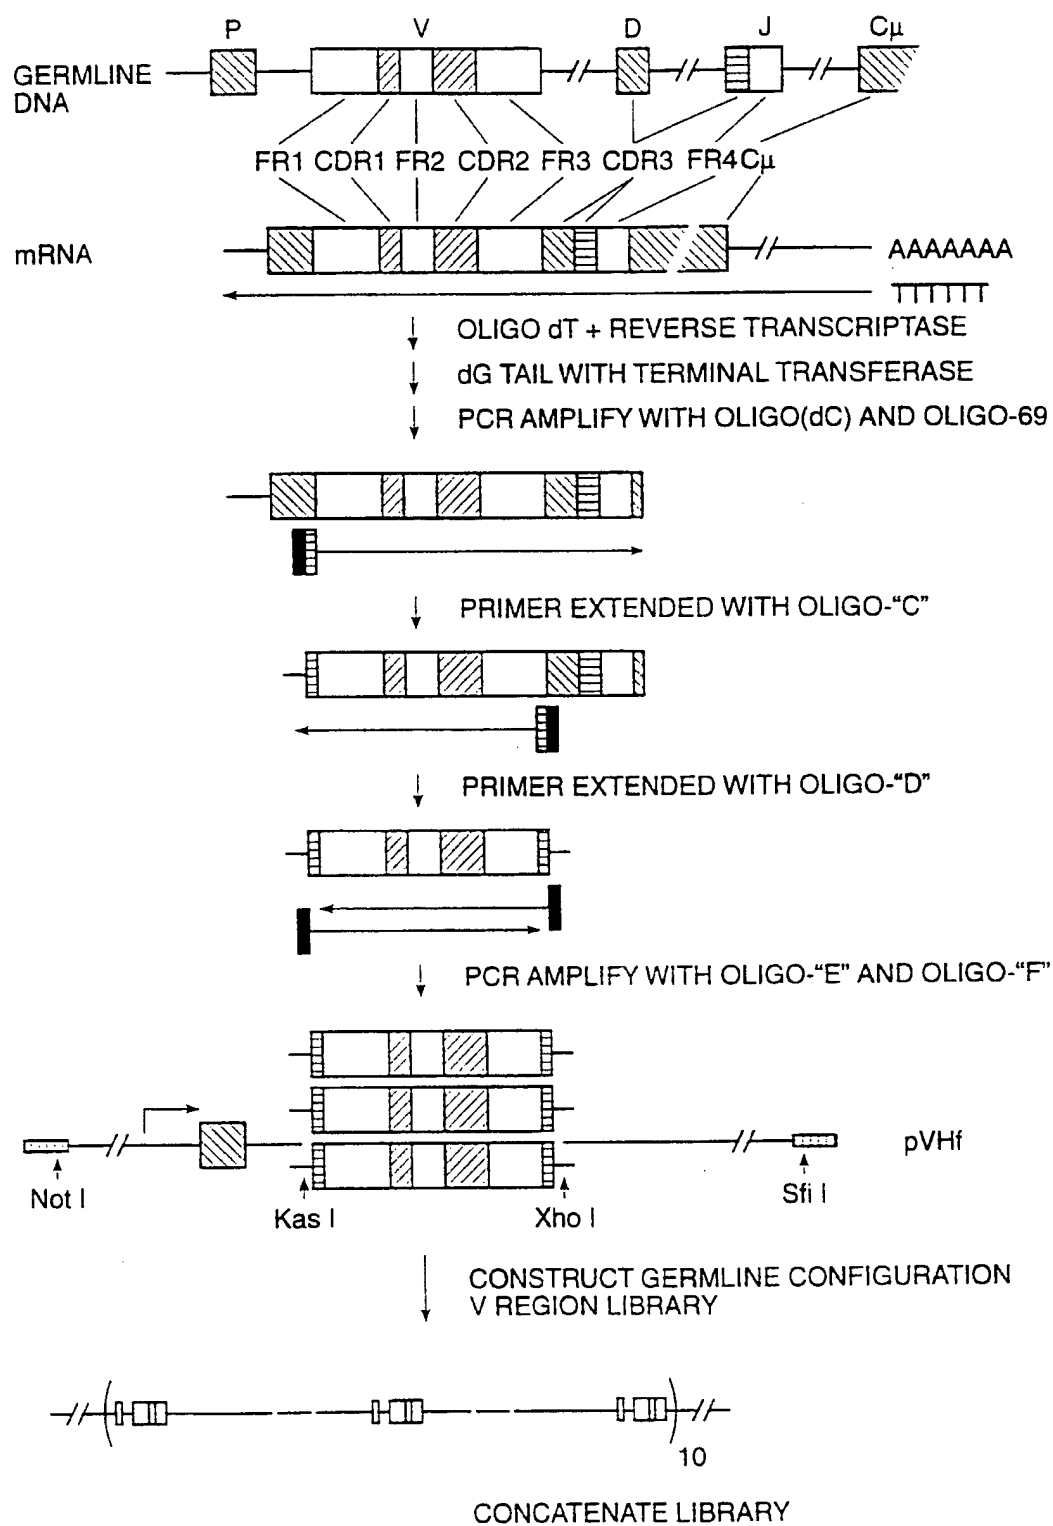 P V D J Cμ
GERMLINE
DNA
FR1 CDR1 FR2 CDR2 FR3 CDR3 FR4 Cμ
mRNA
AAAAAAA
TTTTTT
OLIGO dT + REVERSE TRANSCRIPTASE
dG TAIL WITH TERMINAL TRANSFERASE
PCR AMPLIFY WITH OLIGO(dC) AND OLIGO-69
PRIMER EXTENDED WITH OLIGO-"C"
PRIMER EXTENDED WITH OLIGO-"D"
PCR AMPLIFY WITH OLIGO-"E" AND OLIGO-"F"
pVHf
Not I
Kas I
Xho I
Sfi I
CONSTRUCT GERMLINE CONFIGURATION
V REGION LIBRARY
10
CONCATENATE LIBRARY